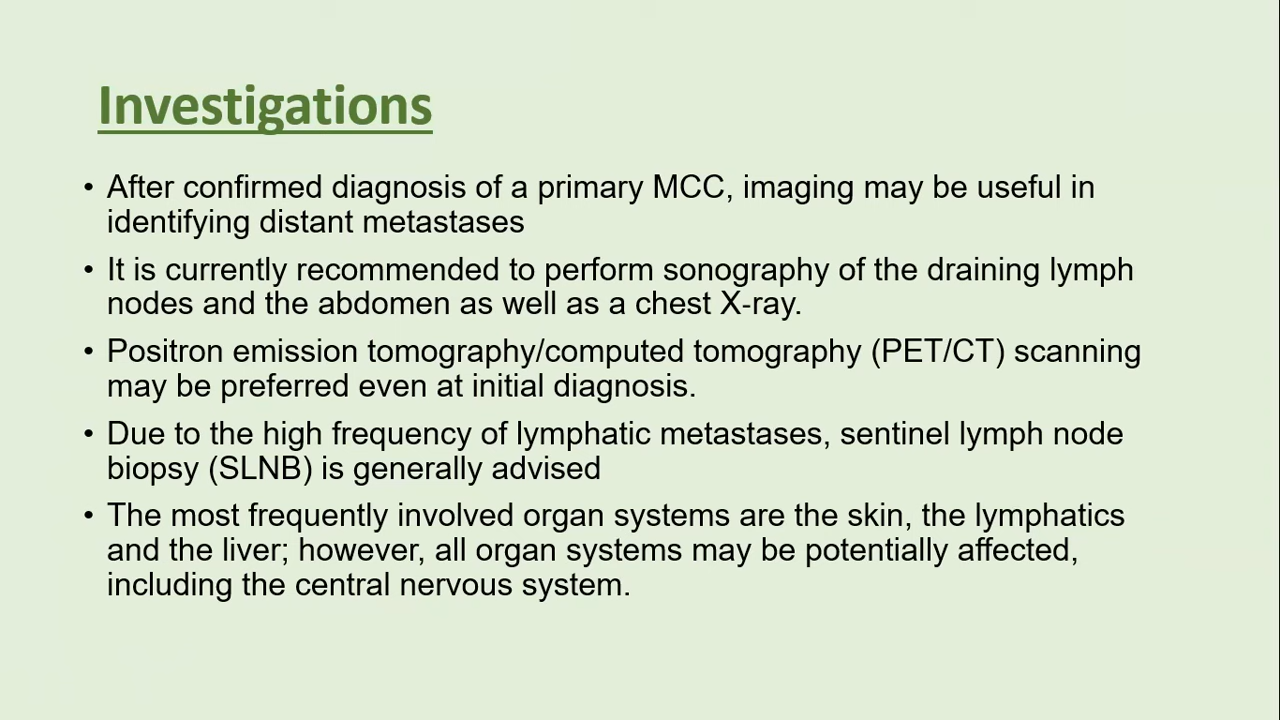 Investigations
• After confirmed diagnosis of a primary MCC, imaging may be useful in
identifying distant metastases
• It is currently recommended to perform sonography of the draining lymph
nodes and the abdomen as well as a chest X-ray.
• Positron emission tomography/computed tomography (PET/CT) scanning
may be preferred even at initial diagnosis.
• Due to the high frequency of lymphatic metastases, sentinel lymph node
biopsy (SLNB) is generally advised
• The most frequently involved organ systems are the skin, the lymphatics
and the liver; however, all organ systems may be potentially affected,
including the central nervous system.